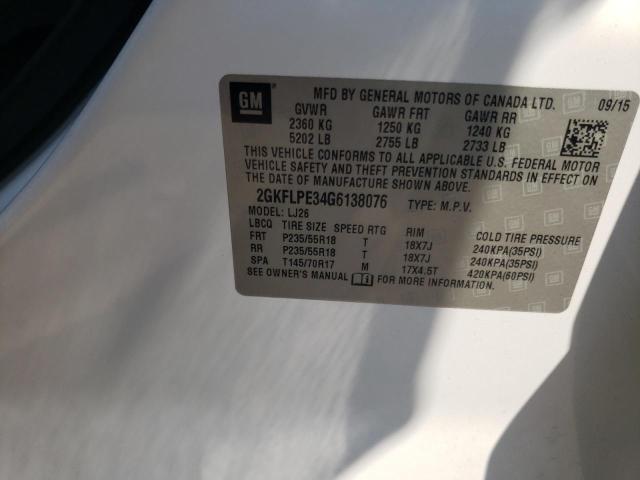 GM
MFD BY GENERAL MOTORS OF CANADA LTD. 09/15
GVWR GAWR FRT GAWR RR
2360 KG 1250 KG 1240 KG
5202 LB 2755 LB 2733 LB
THIS VEHICLE CONFORMS TO ALL APPLICABLE U.S. FEDERAL MOTOR
VEHICLE SAFETY AND THEFT PREVENTION STANDARDS IN EFFECT ON
THE DATE OF MANUFACTURE SHOWN ABOVE.
2GKFLPE34G6138076 TYPE: M.P.V.
MODEL: LJ26
LBCQ TIRE SIZE SPEED RTG RIM COLD TIRE PRESSURE
FRT P235/55R18 T 18X7J 240KPA(35PSI)
RR P235/55R18 T 18X7J 240KPA(35PSI)
SPA T145/70R17 M 17X4.5T 420KPA(60PSI)
SEE OWNER'S MANUAL FOR MORE INFORMATION.